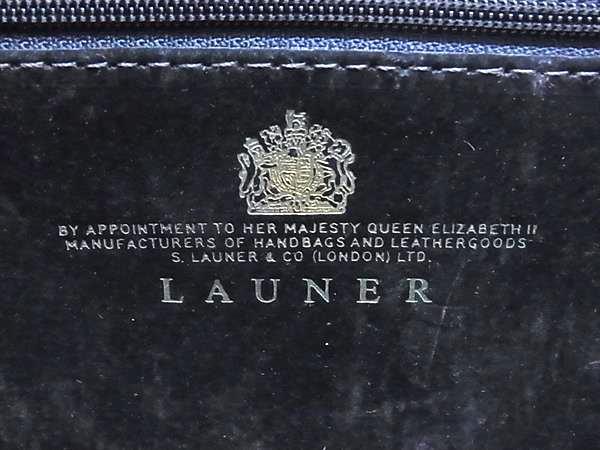 BY APPOINTMENT TO HER MAJESTY QUEEN ELIZABETH II
MANUFACTURERS OF HANDBAGS AND LEATHERGOODS
S. LAUNER & CO (LONDON) LTD.
LAUNER